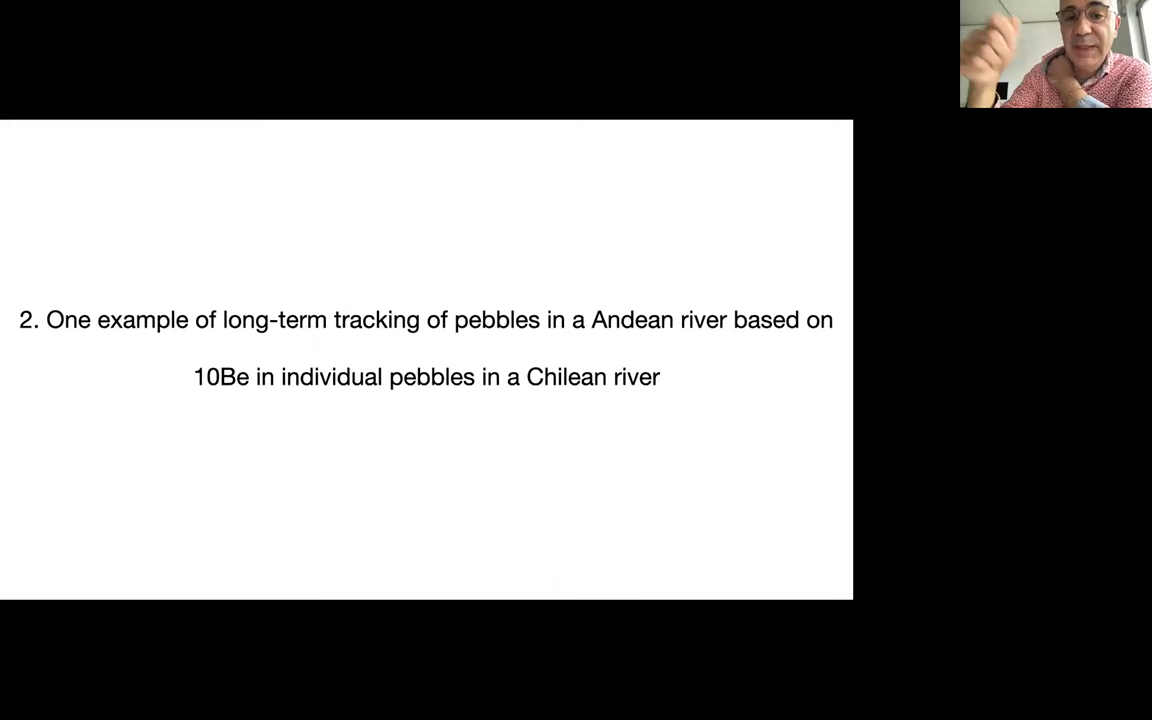 2. One example of long-term tracking of pebbles in a Andean river based on
10Be in individual pebbles in a Chilean river